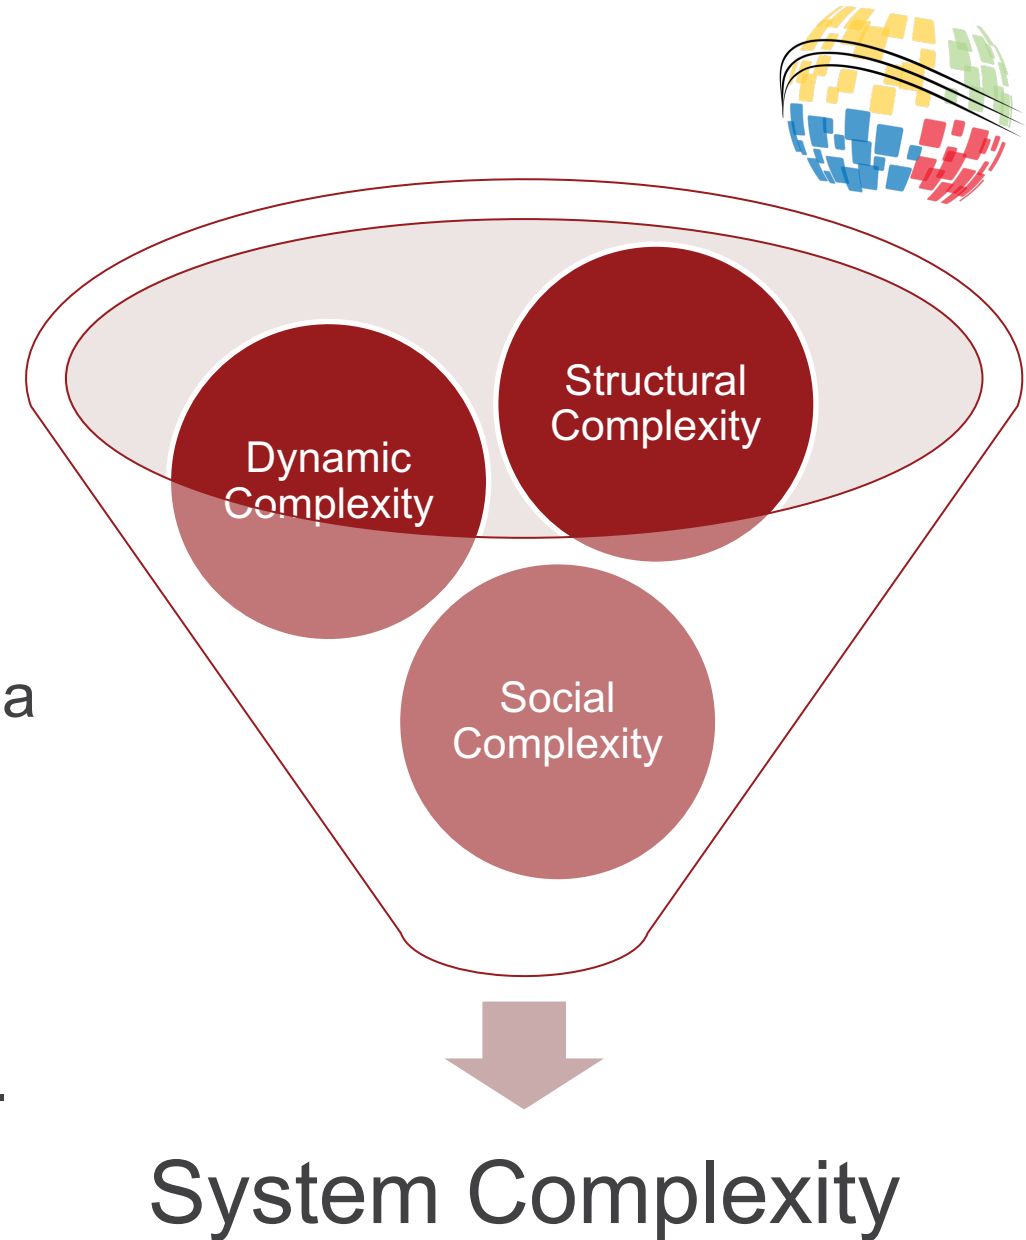 Structural
Complexity
Dynamic
Complexity
Social
Complexity
a
.
System Complexity